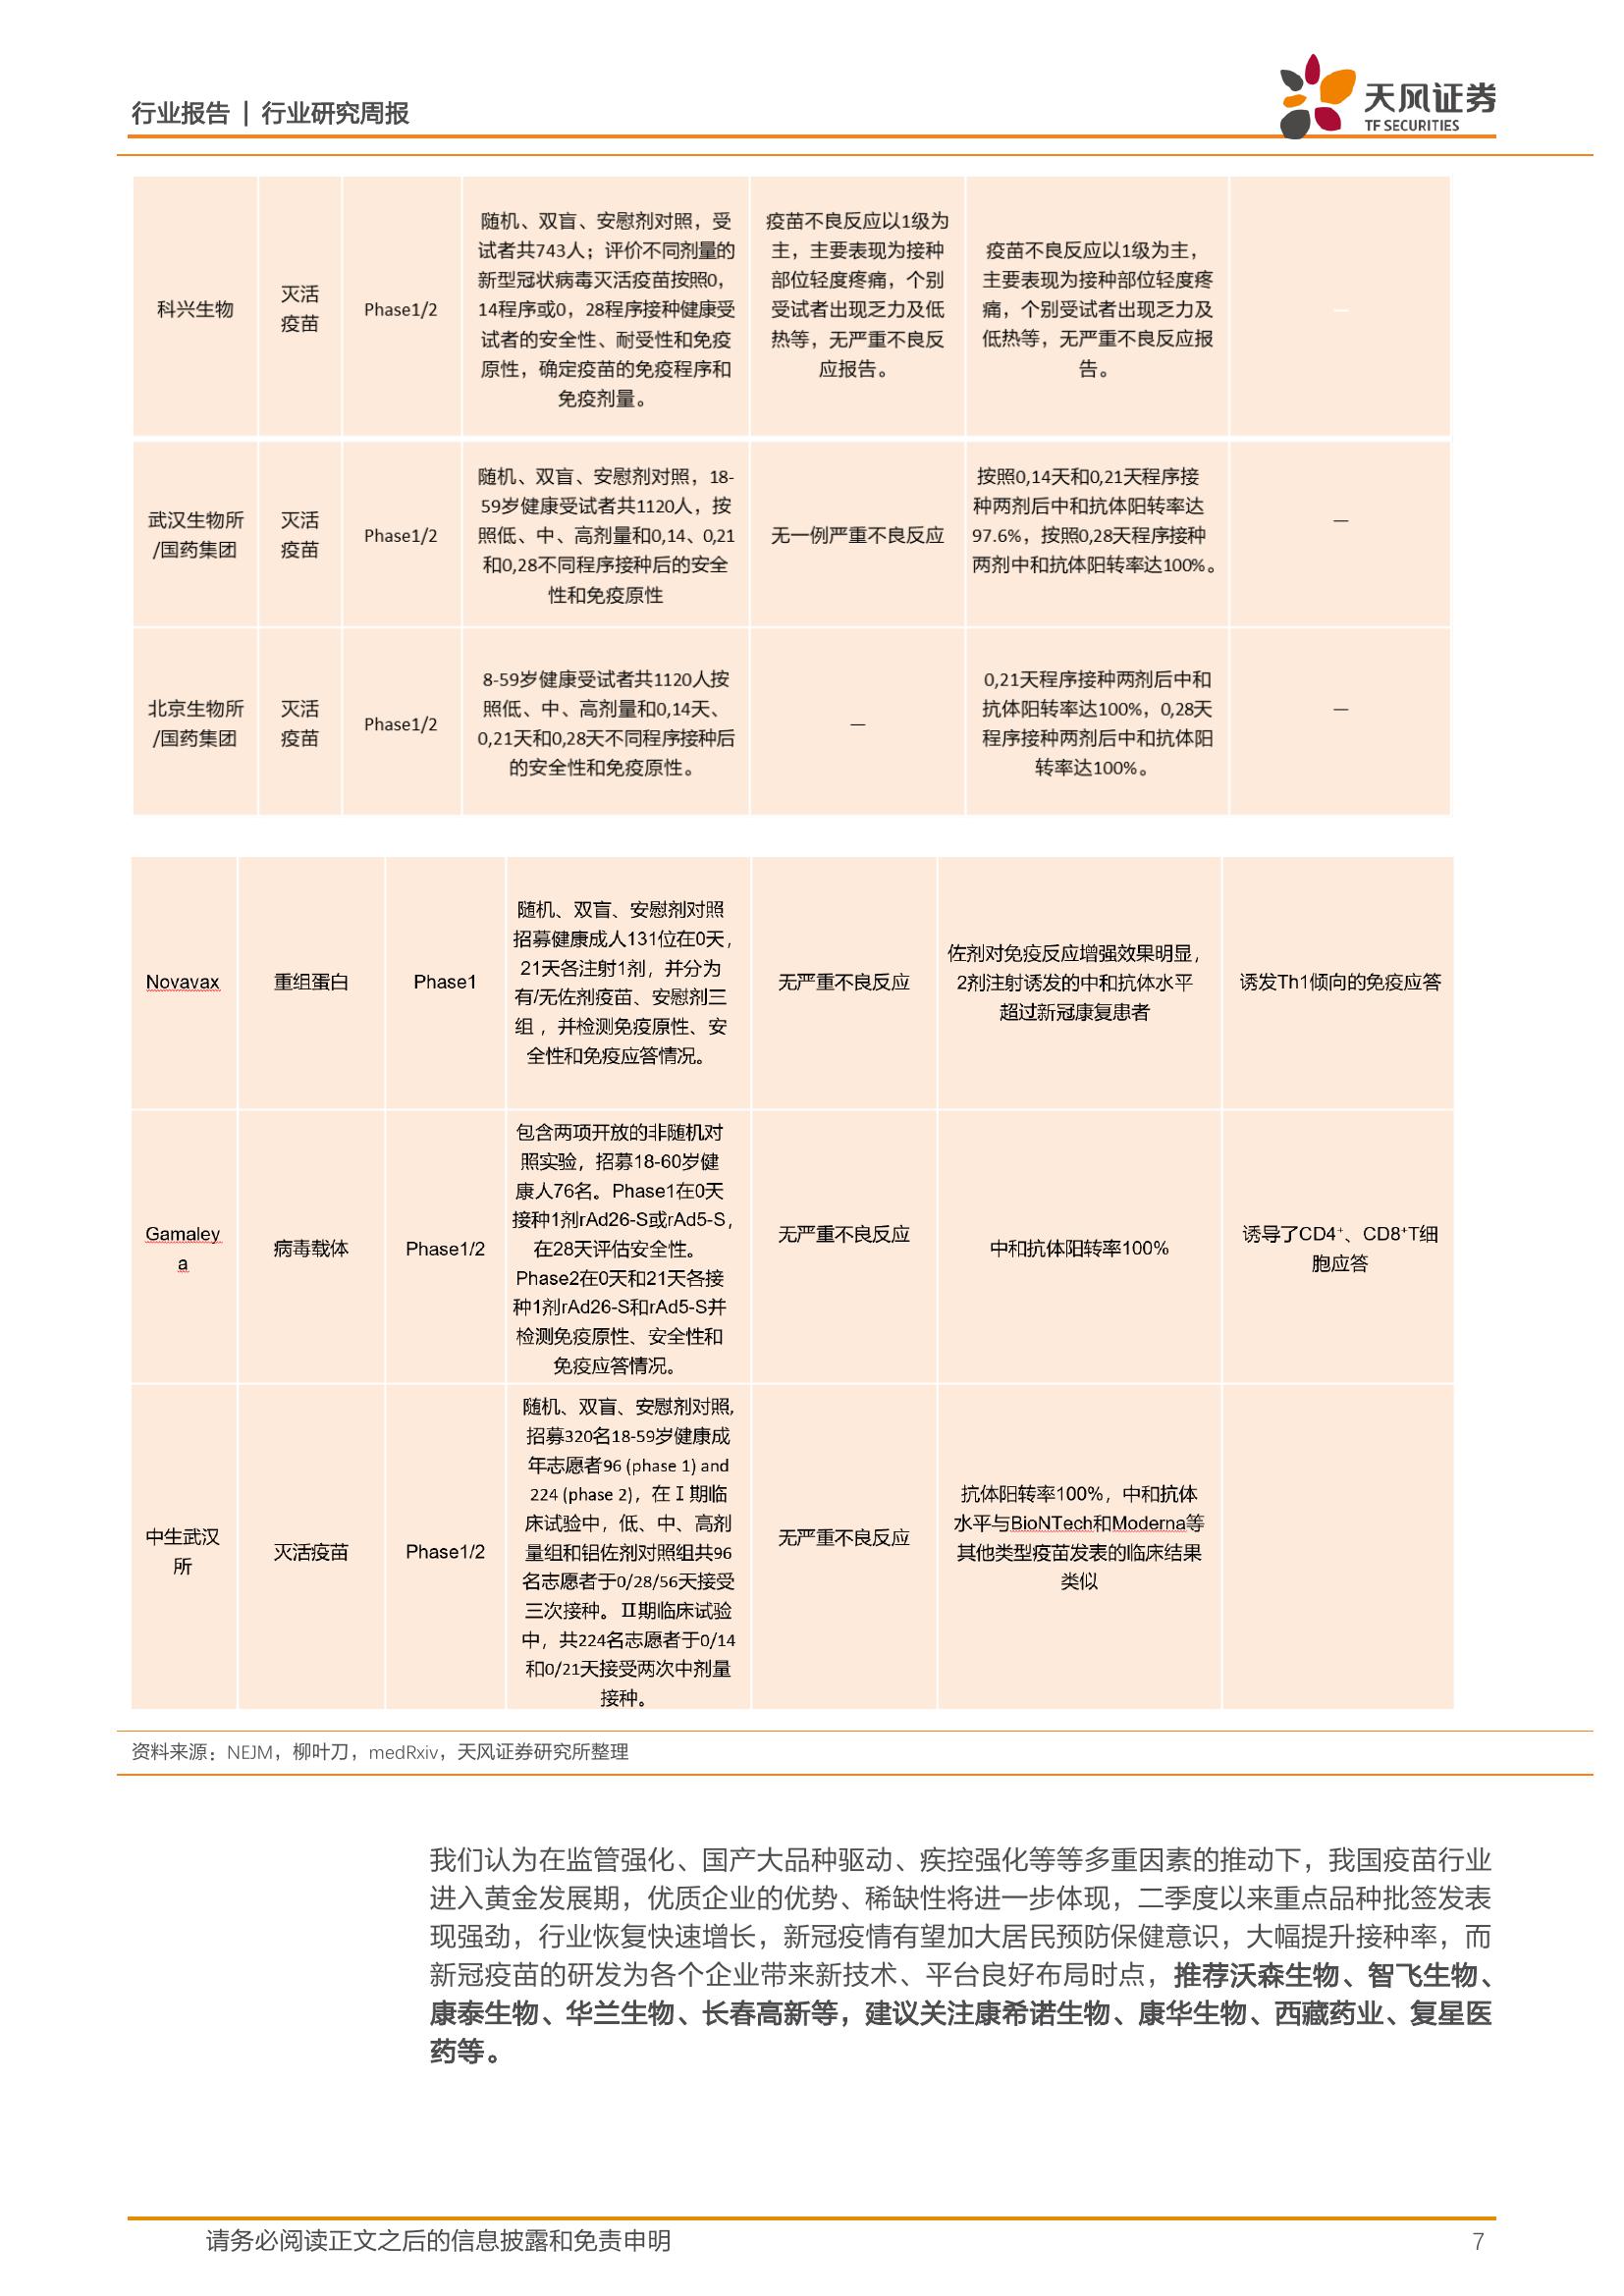 行业报告 | 行业研究周报
天风证券
TF SECURITIES
科兴生物
灭活
疫苗
Phase1/2
随机、双盲、安慰剂对照，受
试者共743人；评价不同剂量的
新型冠状病毒灭活疫苗按照0，
14程序或0，28程序接种健康受
试者的安全性、耐受性和免疫
原性，确定疫苗的免疫程序和
免疫剂量。
疫苗不良反应以1级为
主，主要表现为接种
部位轻度疼痛，个别
受试者出现乏力及低
热等，无严重不良反
应报告。
疫苗不良反应以1级为主，
主要表现为接种部位轻度疼
痛，个别受试者出现乏力及
低热等，无严重不良反应报
告。
—
武汉生物所
/国药集团
灭活
疫苗
Phase1/2
随机、双盲、安慰剂对照，18-
59岁健康受试者共1120人，按
照低、中、高剂量和0,14、0,21
和0,28不同程序接种后的安全
性和免疫原性
无一例严重不良反应
按照0,14天和0,21天程序接
种两剂后中和抗体阳转率达
97.6%，按照0,28天程序接种
两剂中和抗体阳转率达100%。
—
北京生物所
/国药集团
灭活
疫苗
Phase1/2
8-59岁健康受试者共1120人按
照低、中、高剂量和0,14天、
0,21天和0,28天不同程序接种后
的安全性和免疫原性。
—
0,21天程序接种两剂后中和
抗体阳转率达100%，0,28天
程序接种两剂后中和抗体阳
转率达100%。
—
Novavax
重组蛋白
Phase1
随机、双盲、安慰剂对照
招募健康成人131位在0天，
21天各注射1剂，并分为
有/无佐剂疫苗、安慰剂三
组 ，并检测免疫原性、安
全性和免疫应答情况。
无严重不良反应
佐剂对免疫反应增强效果明显，
2剂注射诱发的中和抗体水平
超过新冠康复患者
诱发Th1倾向的免疫应答
Gamaley
a
病毒载体
Phase1/2
包含两项开放的非随机对
照实验，招募18-60岁健
康人76名。Phase1在0天
接种1剂rAd26-S或rAd5-S，
在28天评估安全性。
Phase2在0天和21天各接
种1剂rAd26-S和rAd5-S并
检测免疫原性、安全性和
免疫应答情况。
无严重不良反应
中和抗体阳转率100%
诱导了CD4⁺、CD8⁺T细
胞应答
中生武汉
所
灭活疫苗
Phase1/2
随机、双盲、安慰剂对照,
招募320名18-59岁健康成
年志愿者96 (phase 1) and
224 (phase 2)，在Ⅰ期临
床试验中，低、中、高剂
量组和铝佐剂对照组共96
名志愿者于0/28/56天接受
三次接种。Ⅱ期临床试验
中，共224名志愿者于0/14
和0/21天接受两次中剂量
接种。
无严重不良反应
抗体阳转率100%，中和抗体
水平与BioNTech和Moderna等
其他类型疫苗发表的临床结果
类似
资料来源：NEJM，柳叶刀，medRxiv，天风证券研究所整理
我们认为在监管强化、国产大品种驱动、疾控强化等等多重因素的推动下，我国疫苗行业
进入黄金发展期，优质企业的优势、稀缺性将进一步体现，二季度以来重点品种批签发表
现强劲，行业恢复快速增长，新冠疫情有望加大居民预防保健意识，大幅提升接种率，而
新冠疫苗的研发为各个企业带来新技术、平台良好布局时点，推荐沃森生物、智飞生物、
康泰生物、华兰生物、长春高新等，建议关注康希诺生物、康华生物、西藏药业、复星医
药等。
请务必阅读正文之后的信息披露和免责申明
7